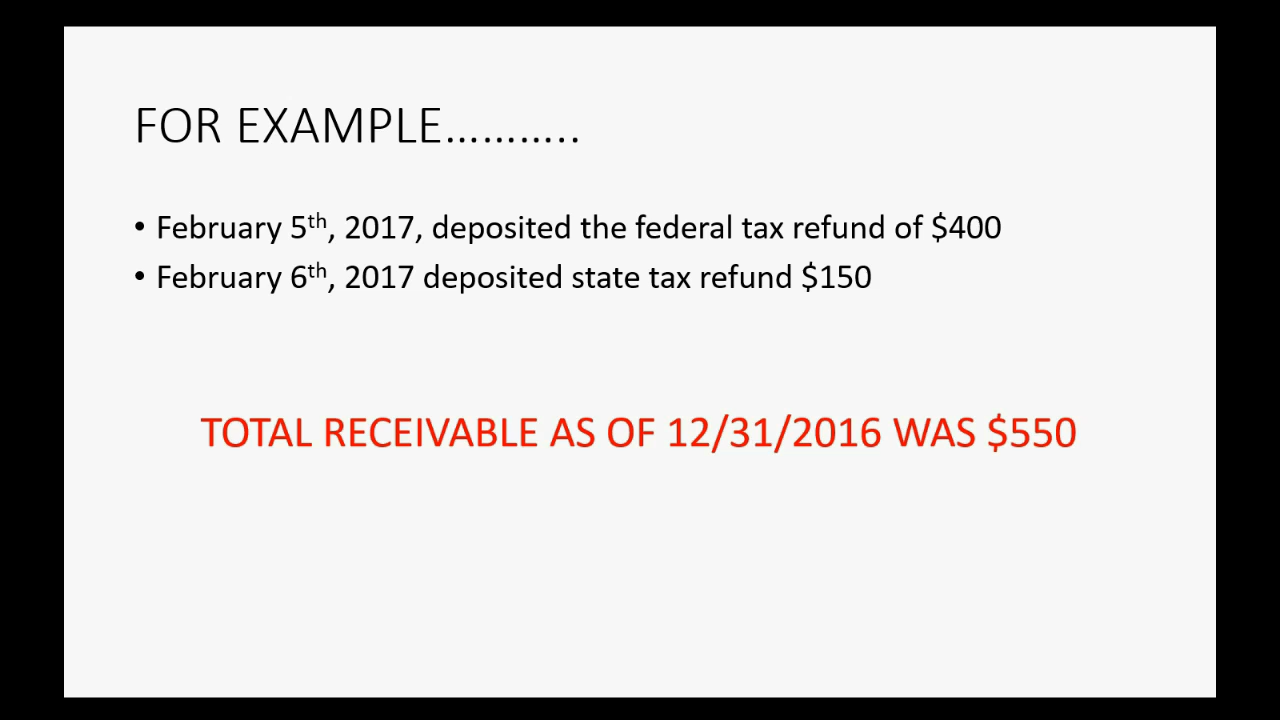 FOR EXAMPLE………..
• February 5th, 2017, deposited the federal tax refund of $400
• February 6th, 2017 deposited state tax refund $150
TOTAL RECEIVABLE AS OF 12/31/2016 WAS $550